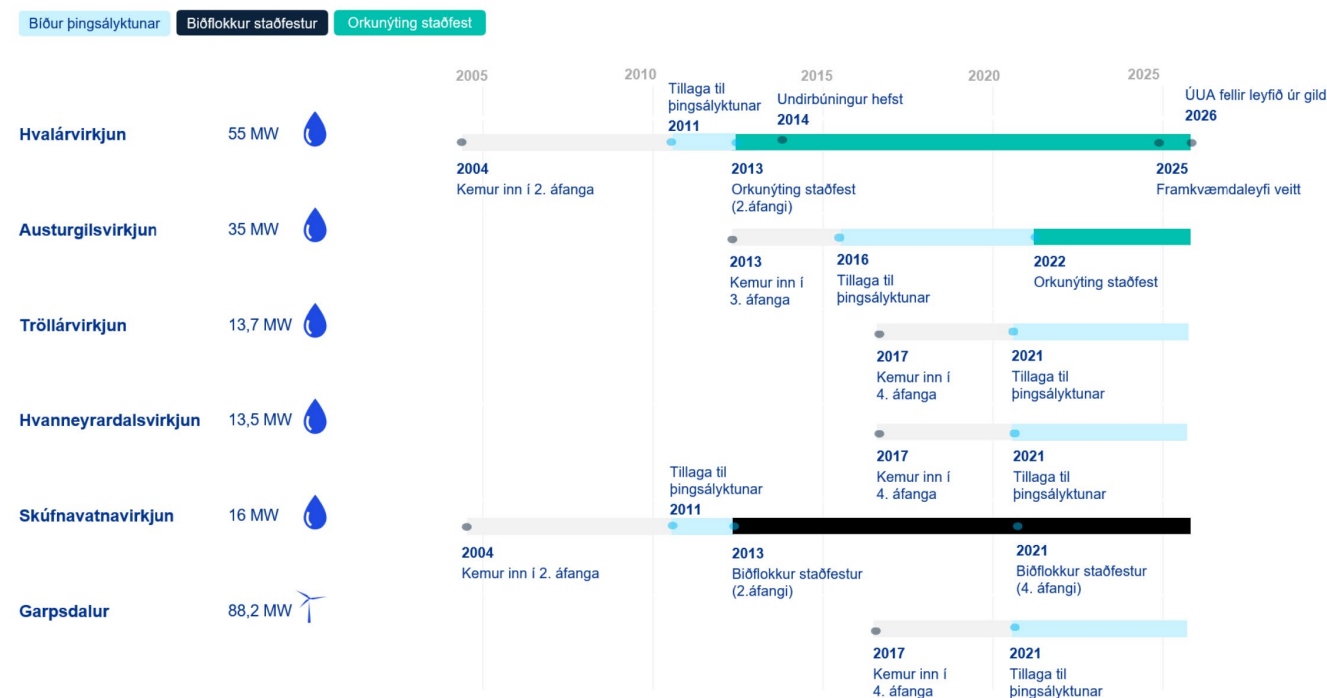 Bíður þingsályktunar
Biðflokkur staðfestur
Orkunýting staðfest
2005
2010
2015
2020
2025
Hvalárvirkjun
55 MW
Tillaga til
þingsályktunar
2011
Undirbúningur hefst
2014
ÚUA fellir leyfið úr gild
2026
2004
Kemur inn í 2. áfanga
2013
Orkunýting staðfest
(2.áfangi)
2025
Framkvæmdaleyfi veitt
Austurgilsvirkjun
35 MW
2013
Kemur inn í
3. áfanga
2016
Tillaga til
þingsályktunar
2022
Orkunýting staðfest
Tröllárvirkjun
13,7 MW
2017
Kemur inn í
4. áfanga
2021
Tillaga til
þingsályktunar
Hvanneyrardalsvirkjun
13,5 MW
2017
Kemur inn í
4. áfanga
2021
Tillaga til
þingsályktunar
Skúfnavatnavirkjun
16 MW
Tillaga til
þingsályktunar
2011
2004
Kemur inn í 2. áfanga
2013
Biðflokkur staðfestur
(2.áfangi)
2021
Biðflokkur staðfestur
(4. áfangi)
Garpsdalur
88,2 MW
2017
Kemur inn í
4. áfanga
2021
Tillaga til
þingsályktunar